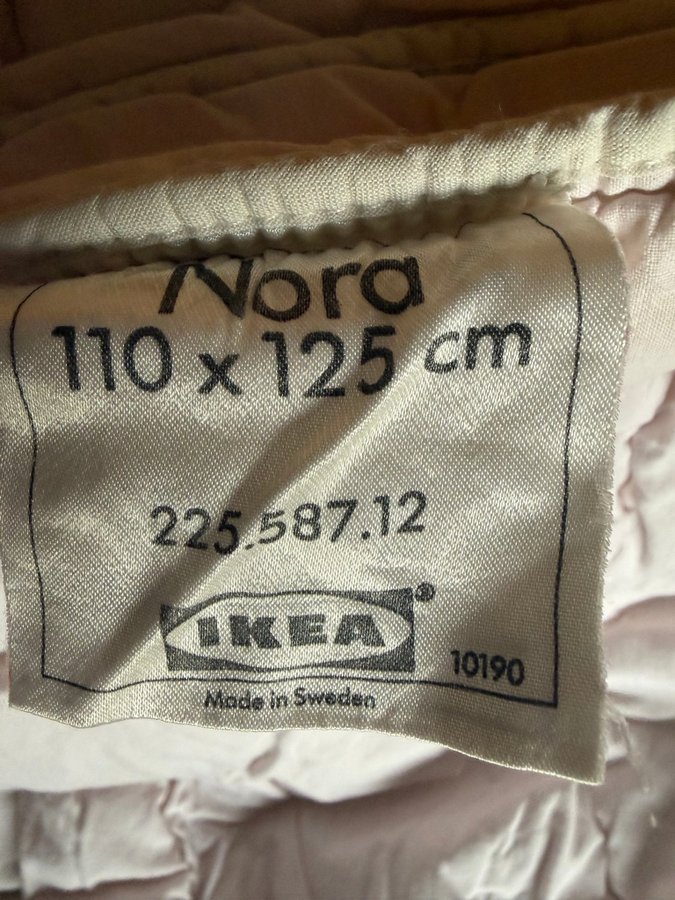 Nora
110 x 125 cm
225.587.12
IKEA®
10190
Made in Sweden